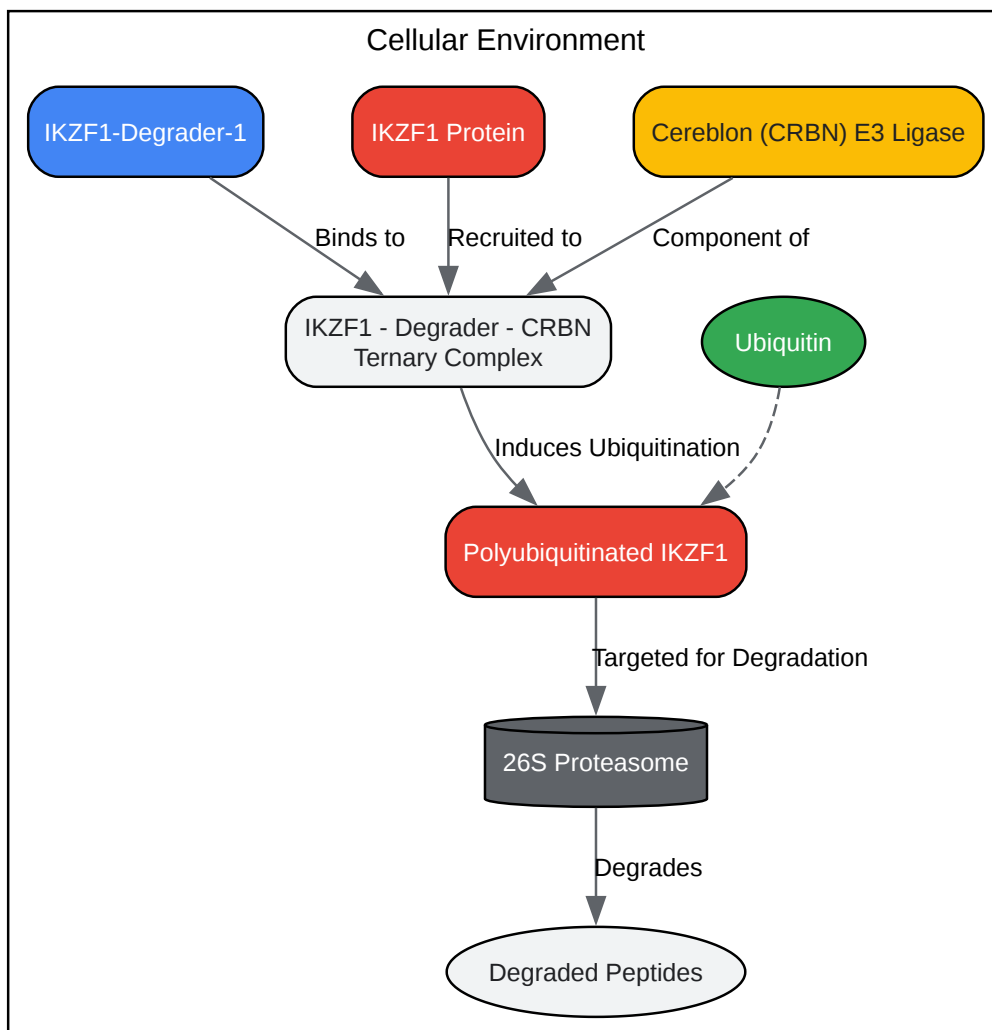 Cellular Environment
IKZF1-Degrader-1
IKZF1 Protein
Cereblon (CRBN) E3 Ligase
Binds to
Recruited to
Component of
IKZF1 - Degrader - CRBN
Ternary Complex
Ubiquitin
Induces Ubiquitination
Polyubiquitinated IKZF1
Targeted for Degradation
26S Proteasome
Degrades
Degraded Peptides